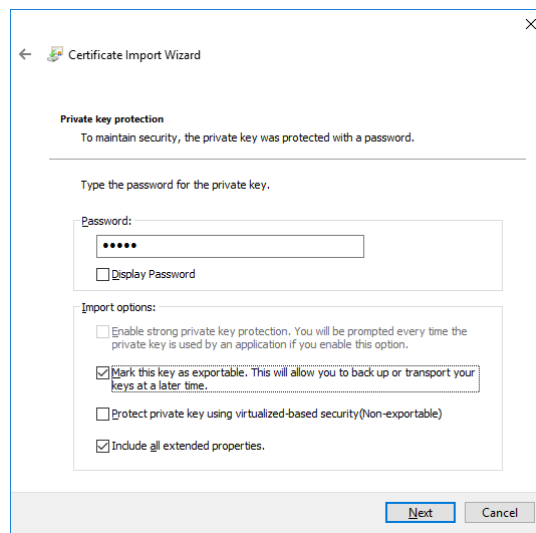 Certificate Import Wizard
Private key protection
To maintain security, the private key was protected with a password.
Type the password for the private key.
Password:
•••••
Display Password
Import options:
Enable strong private key protection. You will be prompted every time the
private key is used by an application if you enable this option.
Mark this key as exportable. This will allow you to back up or transport your
keys at a later time.
Protect private key using virtualized-based security(Non-exportable)
Include all extended properties.
Next Cancel